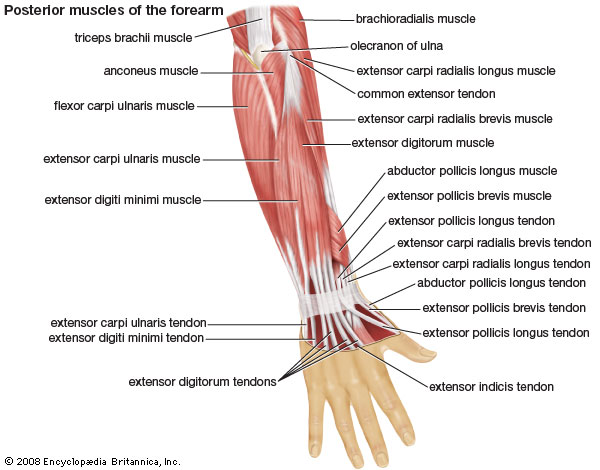 Posterior muscles of the forearm
triceps brachii muscle
anconeus muscle
flexor carpi ulnaris muscle
extensor carpi ulnaris muscle
extensor digiti minimi muscle
extensor carpi ulnaris tendon
extensor digiti minimi tendon
extensor digitorum tendons
brachioradialis muscle
olecranon of ulna
extensor carpi radialis longus muscle
common extensor tendon
extensor carpi radialis brevis muscle
extensor digitorum muscle
abductor pollicis longus muscle
extensor pollicis brevis muscle
extensor pollicis longus tendon
extensor carpi radialis brevis tendon
extensor carpi radialis longus tendon
abductor pollicis longus tendon
extensor pollicis brevis tendon
extensor pollicis longus tendon
extensor indicis tendon
© 2008 Encyclopædia Britannica, Inc.